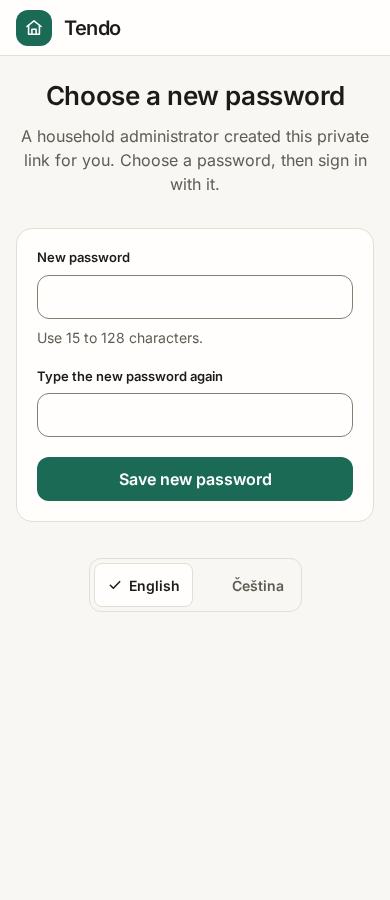 Tendo
Choose a new password
A household administrator created this private
link for you. Choose a password, then sign in
with it.
New password
Use 15 to 128 characters.
Type the new password again
Save new password
English
Čeština